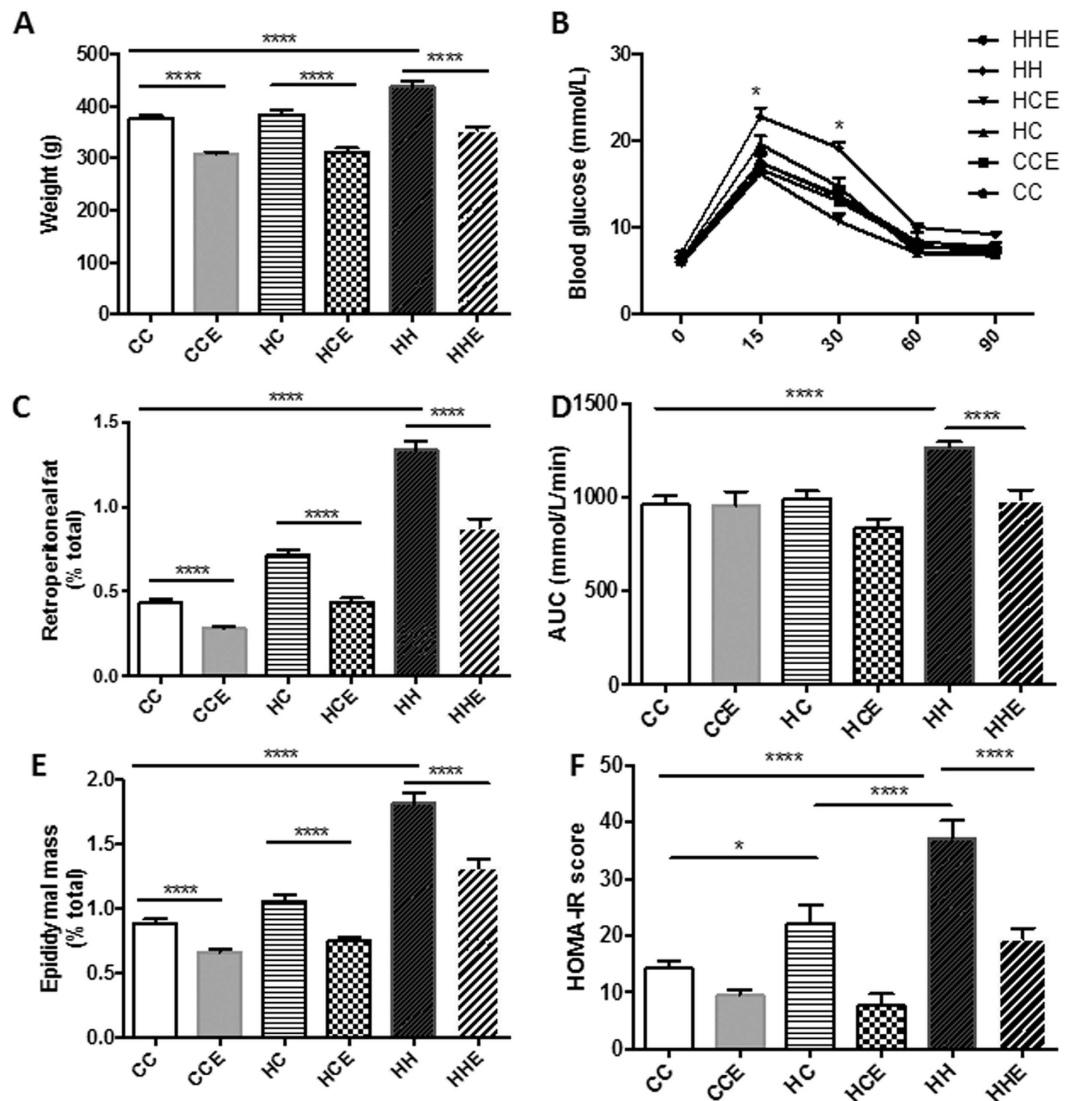 A
****
****
****
****
500
400
300
200
100
0
Weight (g)
CC
CCE
HC
HCE
HH
HHE
B
30
20
10
0
Blood glucose (mmol/L)
*
*
0
15
30
60
90
HHE
HH
HCE
HC
CCE
CC
C
****
****
****
****
1.5
1.0
0.5
0.0
Retroperitoneal fat
(% total)
CC
CCE
HC
HCE
HH
HHE
D
****
****
1500
1000
500
0
AUC (mmol/L/min)
CC
CCE
HC
HCE
HH
HHE
E
****
****
****
****
2.0
1.5
1.0
0.5
0.0
Epididymal mass
(% total)
CC
CCE
HC
HCE
HH
HHE
F
****
****
****
*
50
40
30
20
10
0
HOMA-IR score
CC
CCE
HC
HCE
HH
HHE